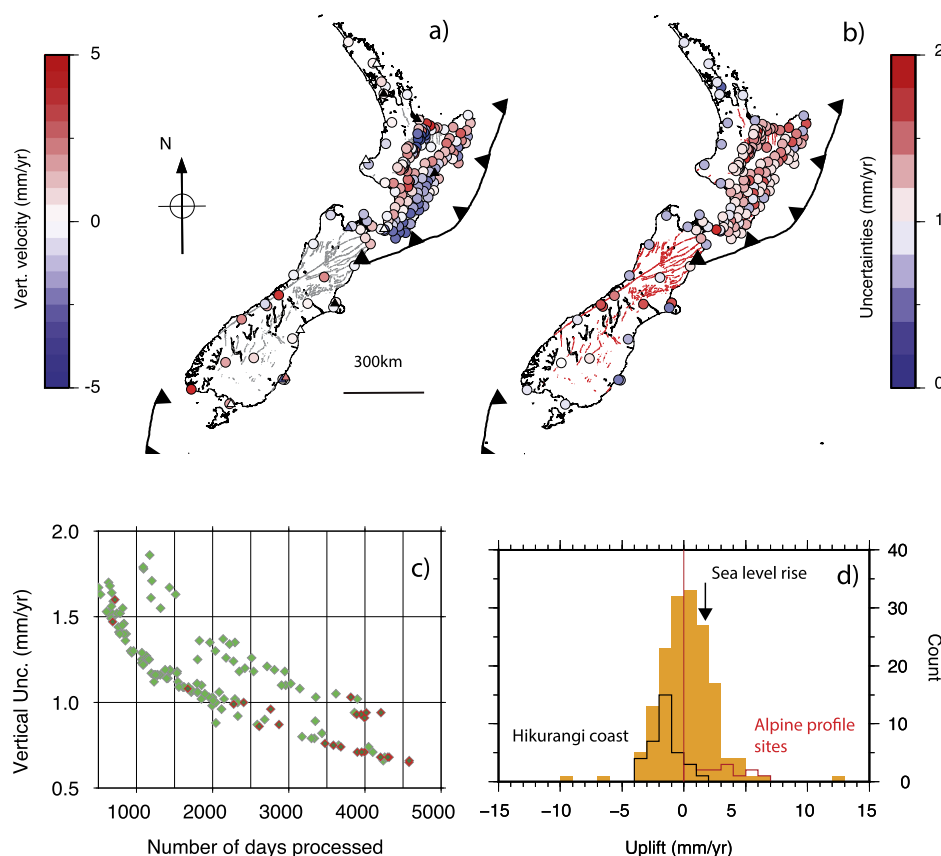 a)
b)
5
0
-5
Vert. velocity (mm/yr)
N
300km
2
1
0
Uncertainties (mm/yr)
c)
2.0
1.5
1.0
0.5
Vertical Unc. (mm/yr)
1000 2000 3000 4000 5000
Number of days processed
d)
40
30
20
10
0
Count
Sea level rise
Hikurangi coast
Alpine profile
sites
−15 −10 −5 0 5 10 15
Uplift (mm/yr)